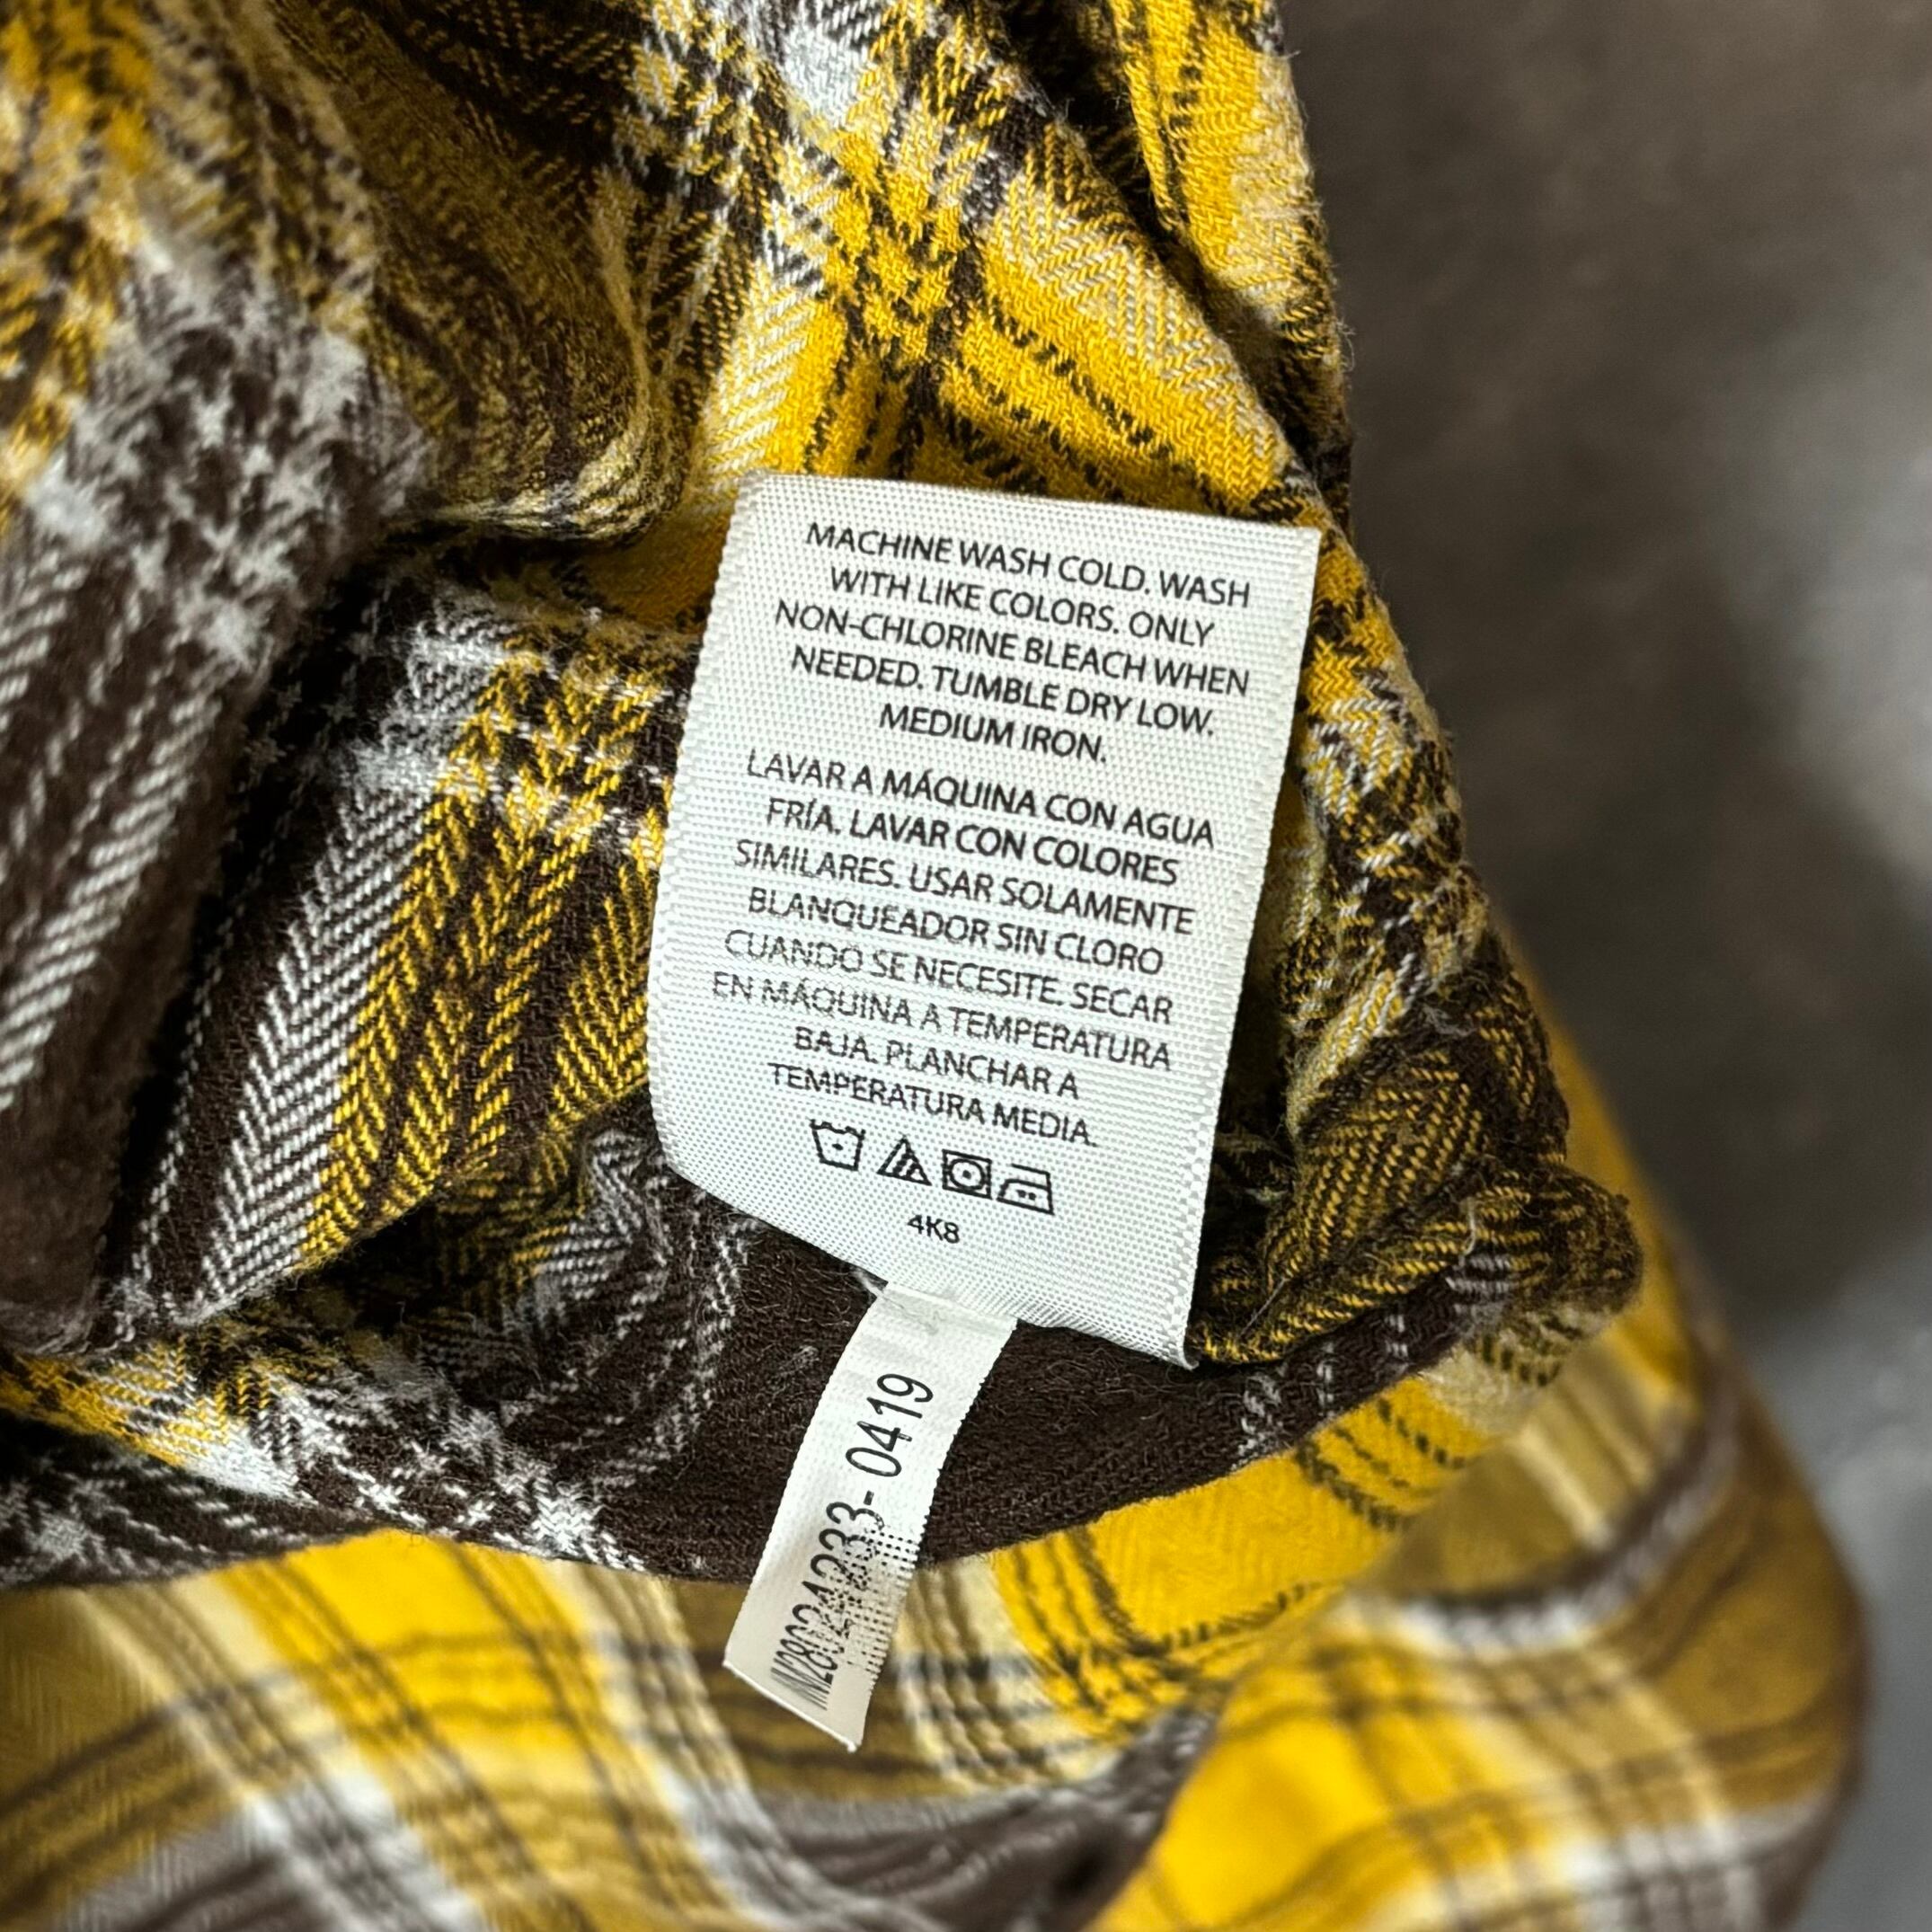 MACHINE WASH COLD. WASH
WITH LIKE COLORS. ONLY
NON-CHLORINE BLEACH WHEN
NEEDED. TUMBLE DRY LOW.
MEDIUM IRON.
LAVAR A MÁQUINA CON AGUA
FRÍA. LAVAR CON COLORES
SIMILARES. USAR SOLAMENTE
BLANQUEADOR SIN CLORO
CUANDO SE NECESITE. SECAR
EN MÁQUINA A TEMPERATURA
BAJA. PLANCHAR A
TEMPERATURA MEDIA.
4K8
0419